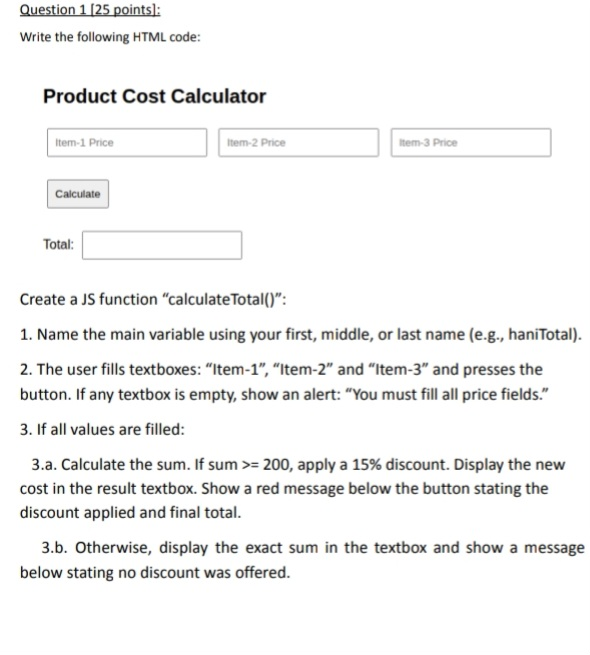 Question 1 [25 points]:
Write the following HTML code:
Product Cost Calculator
Item-1 Price Item-2 Price Item-3 Price
Calculate
Total:
Create a JS function “calculateTotal()”:
1. Name the main variable using your first, middle, or last name (e.g., haniTotal).
2. The user fills textboxes: “Item-1”, “Item-2” and “Item-3” and presses the
button. If any textbox is empty, show an alert: “You must fill all price fields.”
3. If all values are filled:
3.a. Calculate the sum. If sum >= 200, apply a 15% discount. Display the new
cost in the result textbox. Show a red message below the button stating the
discount applied and final total.
3.b. Otherwise, display the exact sum in the textbox and show a message
below stating no discount was offered.